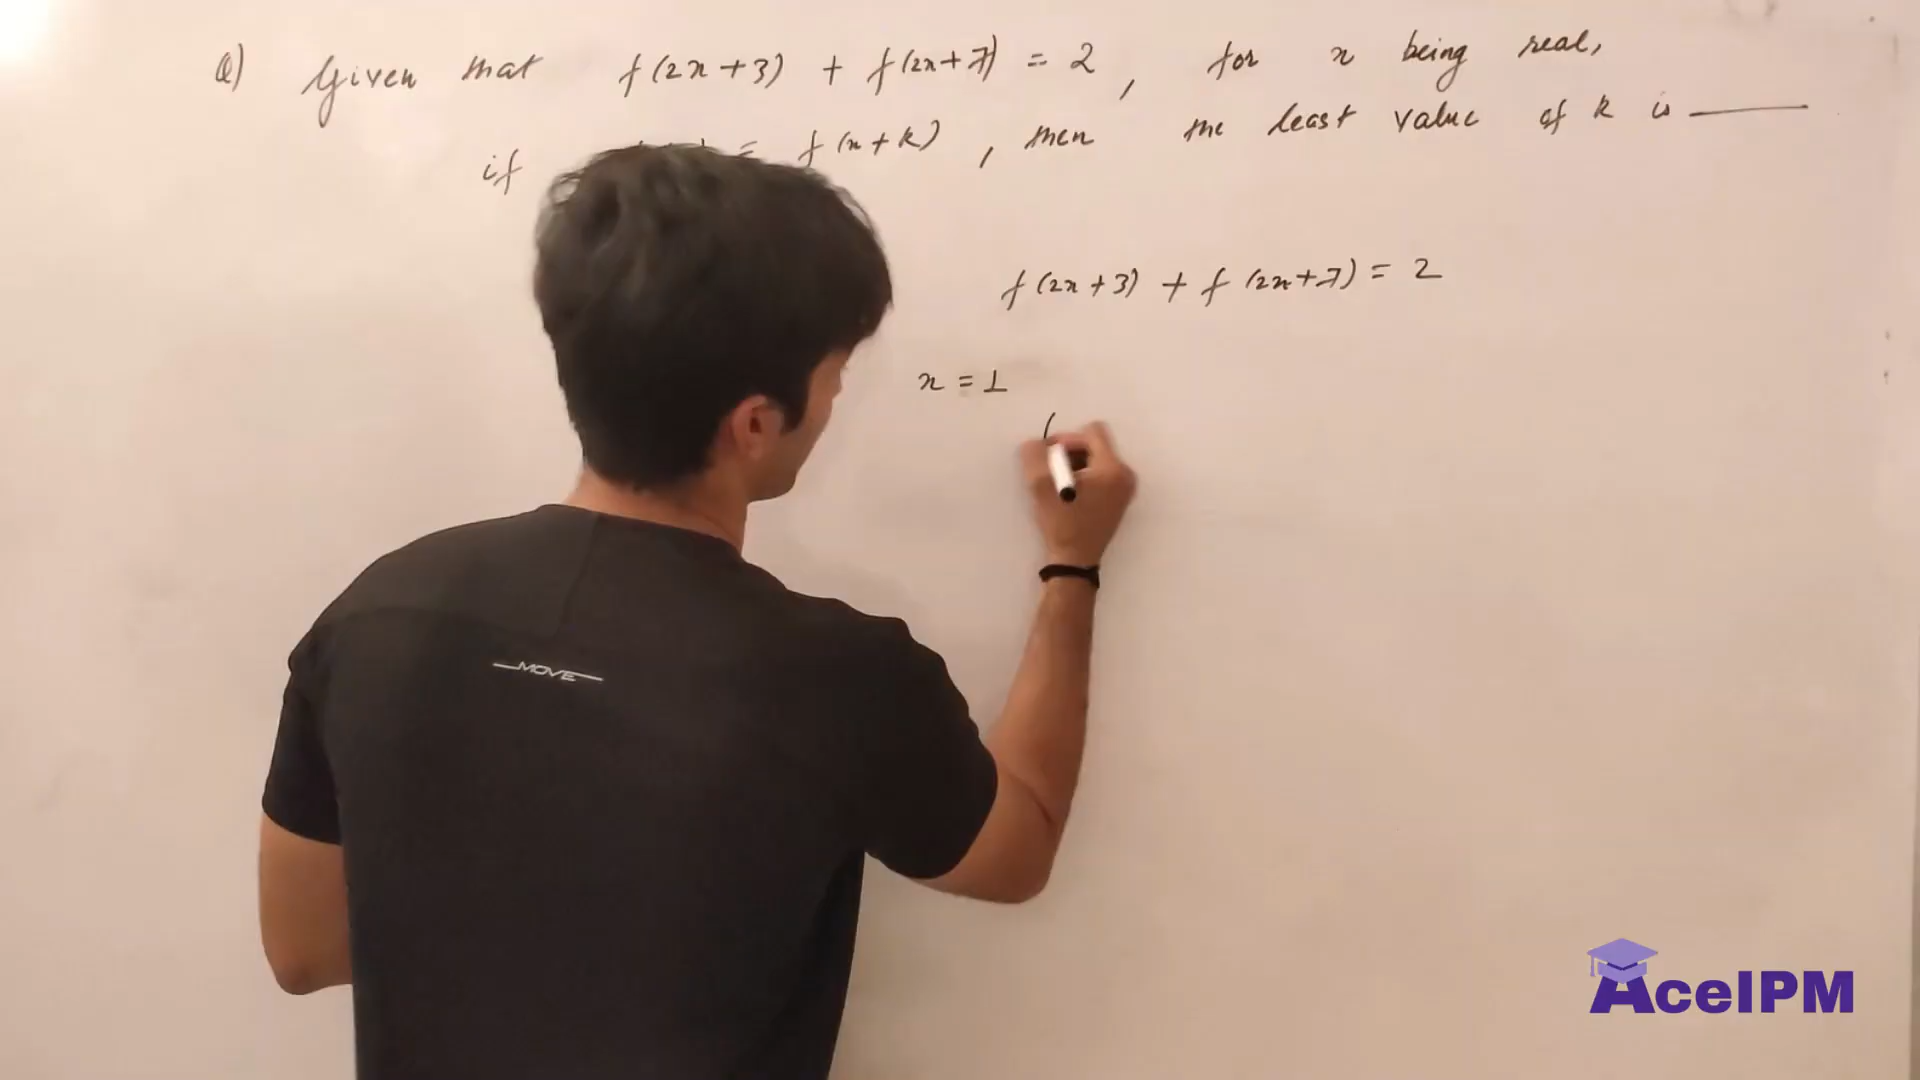 Q) Given that f(2x+3) + f(2x+7) = 2, for x being real,
if = f(x+k), then the least value of k is ____
f(2x+3) + f(2x+7) = 2
x = 1
MOVE
AceIPM